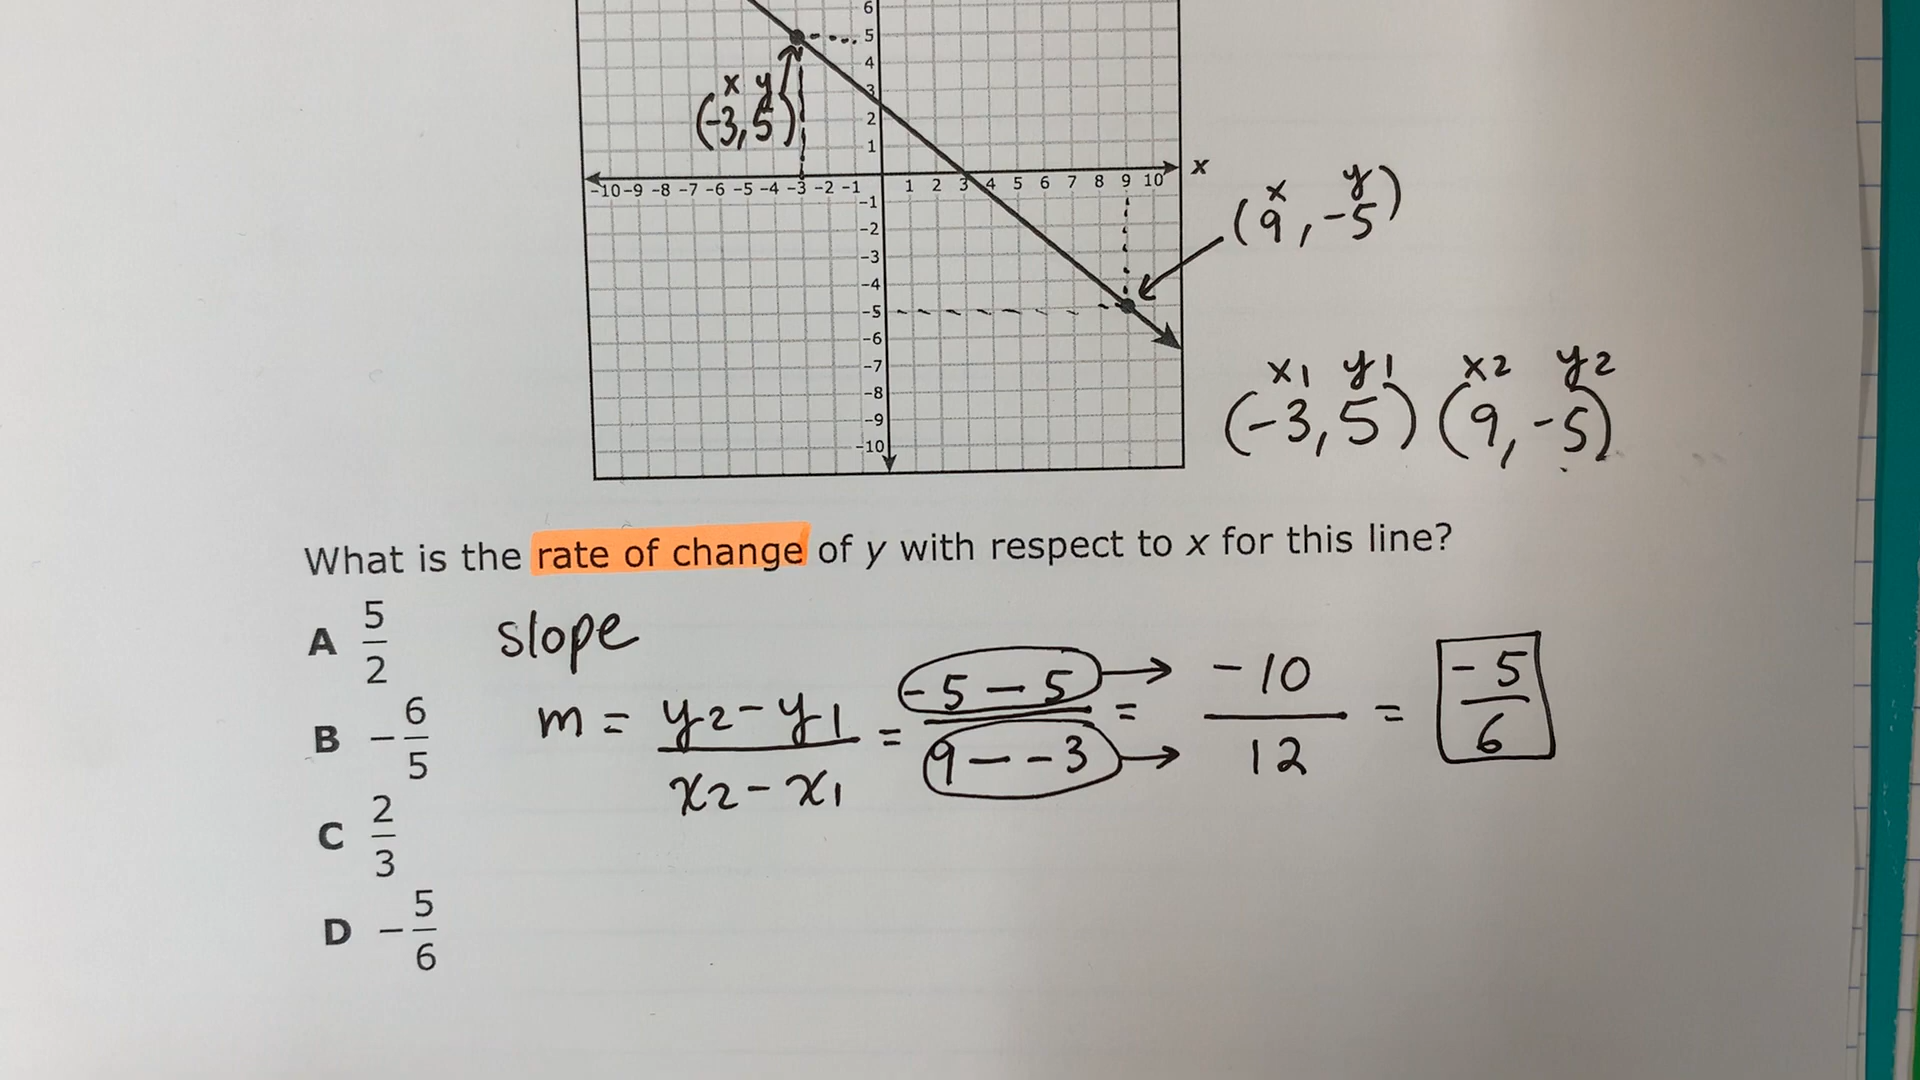 6
5
4
3
2
1
x y
(-3, 5)
-10 -9 -8 -7 -6 -5 -4 -3 -2 -1 1 2 3 4 5 6 7 8 9 10 x
-1
-2
-3
-4
-5
-6
-7
-8
-9
-10
x y
(9, -5)
x1 y1 x2 y2
(-3, 5) (9, -5)
What is the rate of change of y with respect to x for this line?
A 5/2
B -6/5
C 2/3
D -5/6
slope
m = y2 - y1 / x2 - x1 = -5 - 5 / 9 - -3 = -10 / 12 = -5 / 6